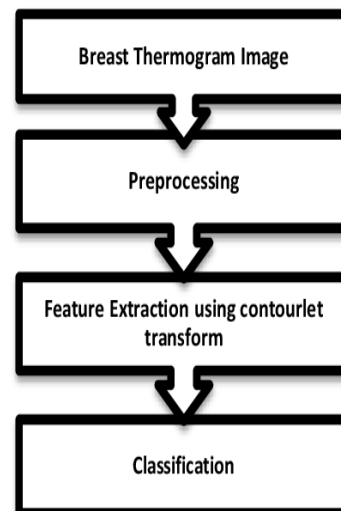 Breast Thermogram Image
Preprocessing
Feature Extraction using contourlet
transform
Classification